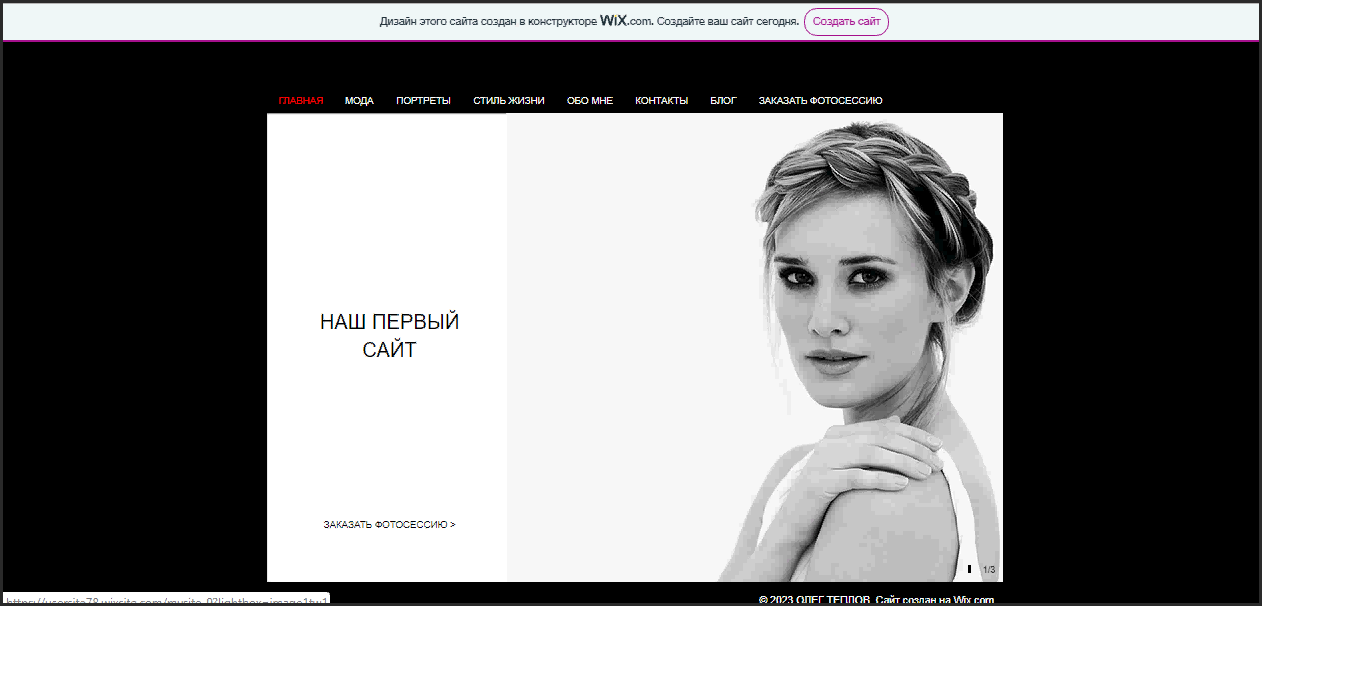 Дизайн этого сайта создан в конструкторе WiX.com. Создайте ваш сайт сегодня. Создать сайт
ГЛАВНАЯ МОДА ПОРТРЕТЫ СТИЛЬ ЖИЗНИ ОБО МНЕ КОНТАКТЫ БЛОГ ЗАКАЗАТЬ ФОТОСЕССИЮ
НАШ ПЕРВЫЙ
САЙТ
ЗАКАЗАТЬ ФОТОСЕССИЮ >
1/3
© 2023 ОЛЕГ ТЕПЛОВ. Сайт создан на Wix.com